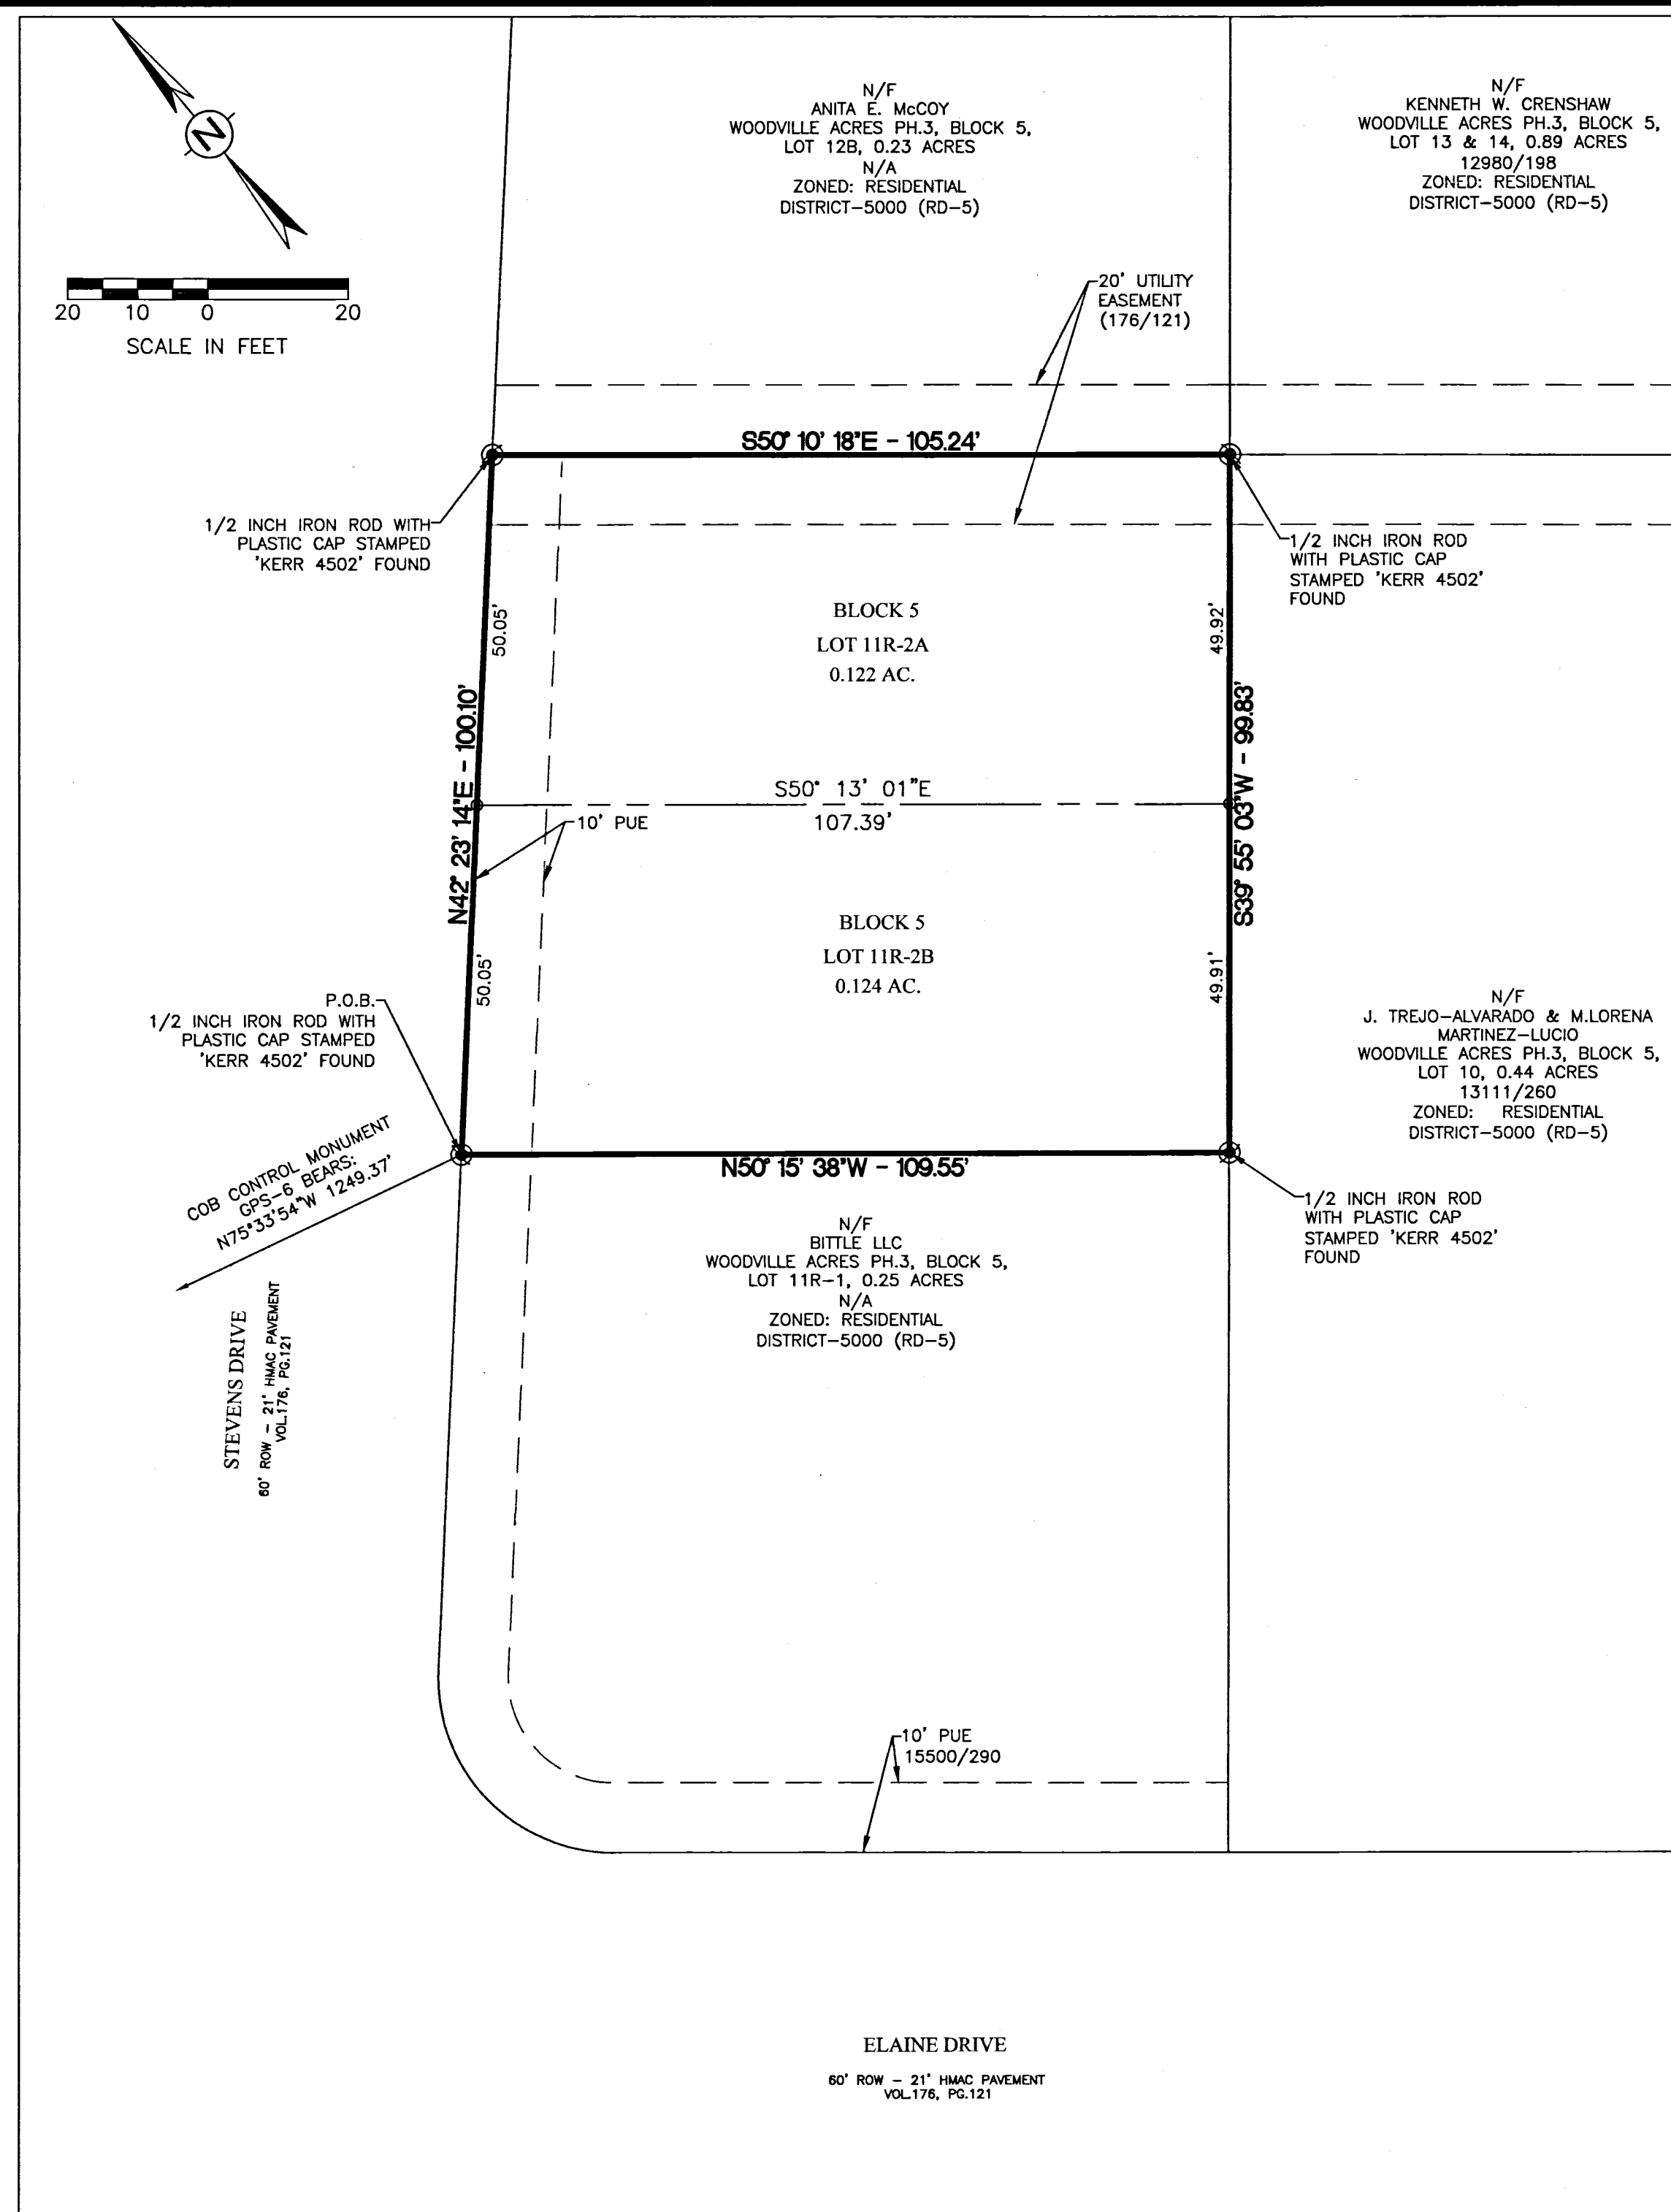 N
20 10 0 20
SCALE IN FEET
N/F
ANITA E. McCOY
WOODVILLE ACRES PH.3, BLOCK 5,
LOT 12B, 0.23 ACRES
N/A
ZONED: RESIDENTIAL
DISTRICT-5000 (RD-5)
N/F
KENNETH W. CRENSHAW
WOODVILLE ACRES PH.3, BLOCK 5,
LOT 13 & 14, 0.89 ACRES
12980/198
ZONED: RESIDENTIAL
DISTRICT-5000 (RD-5)
20' UTILITY
EASEMENT
(176/121)
S50° 10' 18"E - 105.24'
1/2 INCH IRON ROD WITH
PLASTIC CAP STAMPED
'KERR 4502' FOUND
1/2 INCH IRON ROD
WITH PLASTIC CAP
STAMPED 'KERR 4502'
FOUND
50.05'
BLOCK 5
LOT 11R-2A
0.122 AC.
49.92'
N42° 23' 14"E - 100.10'
S39° 55' 03"W - 99.83'
S50° 13' 01"E
107.39'
10' PUE
BLOCK 5
LOT 11R-2B
0.124 AC.
50.05'
49.91'
P.O.B.
1/2 INCH IRON ROD WITH
PLASTIC CAP STAMPED
'KERR 4502' FOUND
N/F
J. TREJO-ALVARADO & M.LORENA
MARTINEZ-LUCIO
WOODVILLE ACRES PH.3, BLOCK 5,
LOT 10, 0.44 ACRES
13111/260
ZONED: RESIDENTIAL
DISTRICT-5000 (RD-5)
COB CONTROL MONUMENT
GPS-6 BEARS:
N75°33'54"W 1249.37'
N50° 15' 38"W - 109.55'
1/2 INCH IRON ROD
WITH PLASTIC CAP
STAMPED 'KERR 4502'
FOUND
N/F
BITTLE LLC
WOODVILLE ACRES PH.3, BLOCK 5,
LOT 11R-1, 0.25 ACRES
N/A
ZONED: RESIDENTIAL
DISTRICT-5000 (RD-5)
STEVENS DRIVE
60' ROW - 21' HMAC PAVEMENT
VOL.176, PG.121
10' PUE
15500/290
ELAINE DRIVE
60' ROW - 21' HMAC PAVEMENT
VOL.176, PG.121